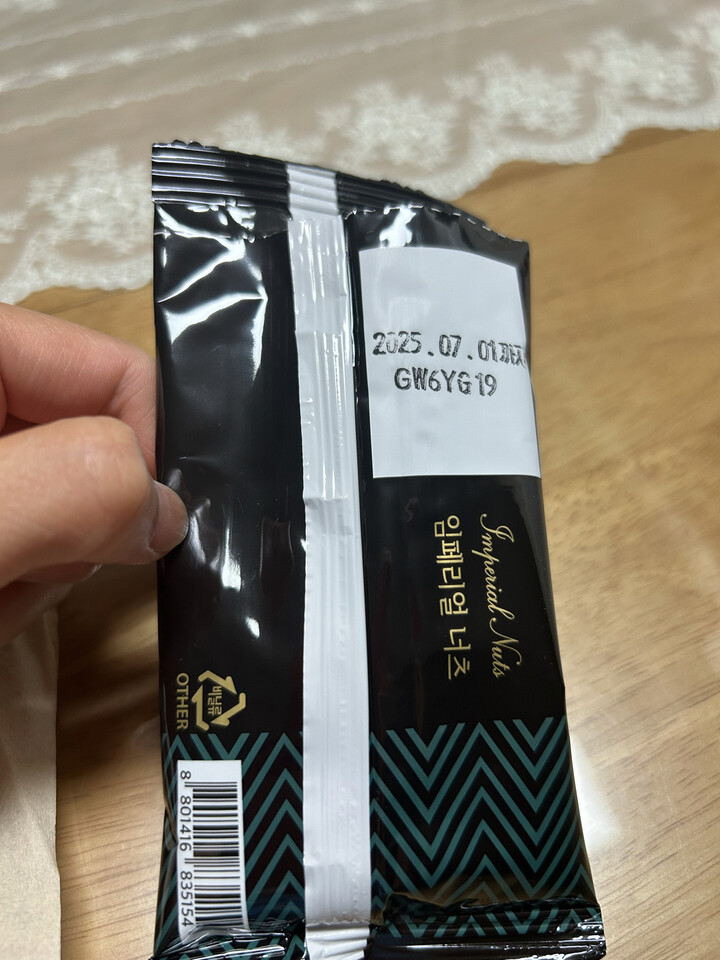 2025.07.01까지
GW6YG19
Imperial Nuts
임페리얼 너츠
비닐류
OTHER
8 801416 835154